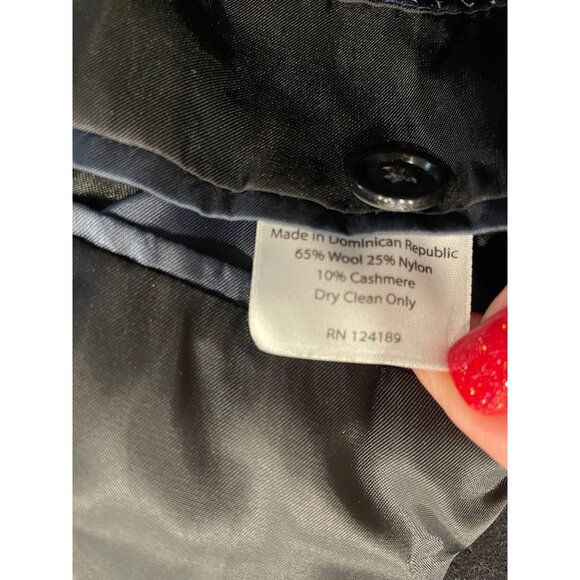 Made in Dominican Republic
65% Wool 25% Nylon
10% Cashmere
Dry Clean Only
RN 124189